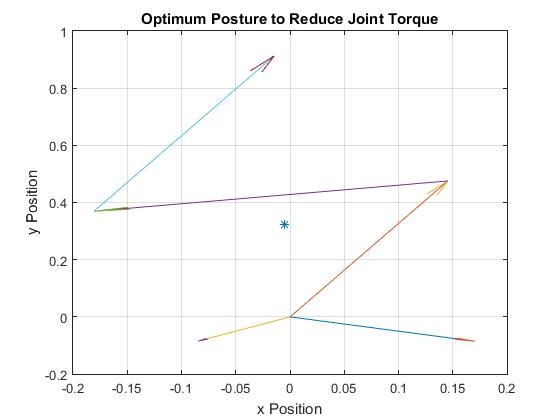 Optimum Posture to Reduce Joint Torque
1
0.8
0.6
0.4
0.2
0
-0.2
y Position
-0.2 -0.15 -0.1 -0.05 0 0.05 0.1 0.15 0.2
x Position